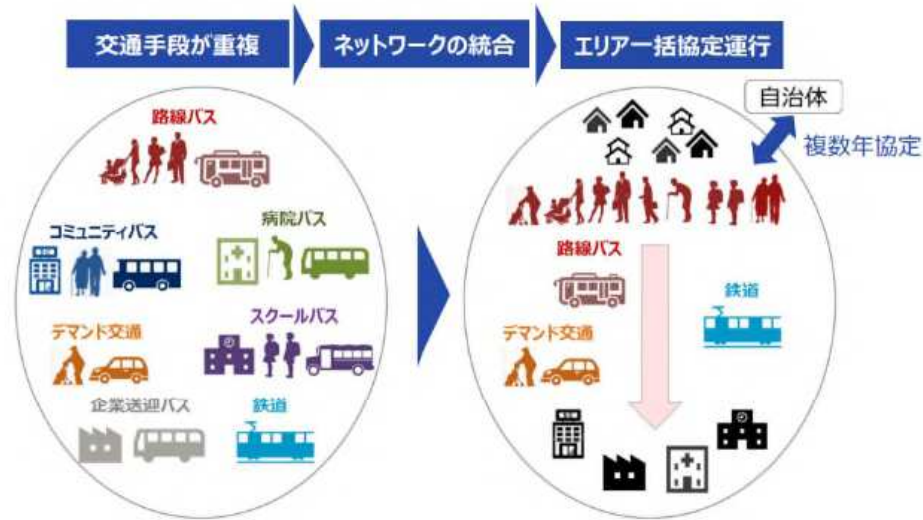 交通手段が重複
ネットワークの統合
エリア一括協定運行
自治体
複数年協定
路線バス
コミュニティバス
病院バス
デマンド交通
スクールバス
企業送迎バス
鉄道
路線バス
鉄道
デマンド交通